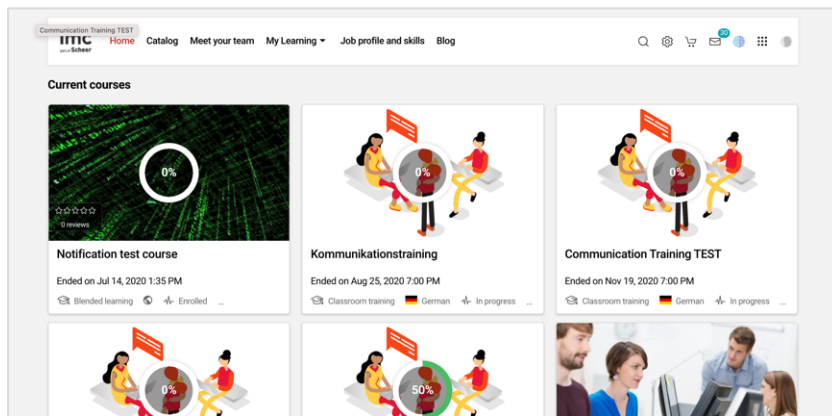 Communication Training TEST
imc
part of Scheer
Home Catalog Meet your team My Learning Job profile and skills Blog
30
Current courses
0%
0 reviews
Notification test course
Ended on Jul 14, 2020 1:35 PM
Blended learning Enrolled ...
0%
Kommunikationstraining
Ended on Aug 25, 2020 7:00 PM
Classroom training German In progress ...
0%
Communication Training TEST
Ended on Nov 19, 2020 7:00 PM
Classroom training German In progress ...
0%
50%